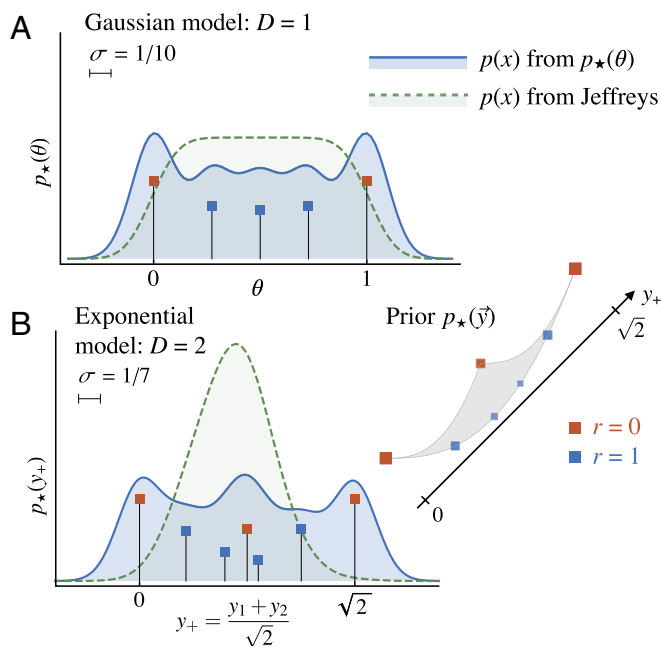 A
Gaussian model: D = 1
σ = 1/10
p(x) from p⋆(θ)
p(x) from Jeffreys
p⋆(θ)
0
θ
1
B
Exponential
model: D = 2
σ = 1/7
Prior p⋆(y⃗)
y₊
√2
r = 0
r = 1
0
p⋆(y₊)
0
√2
y₊ = (y₁ + y₂)/√2